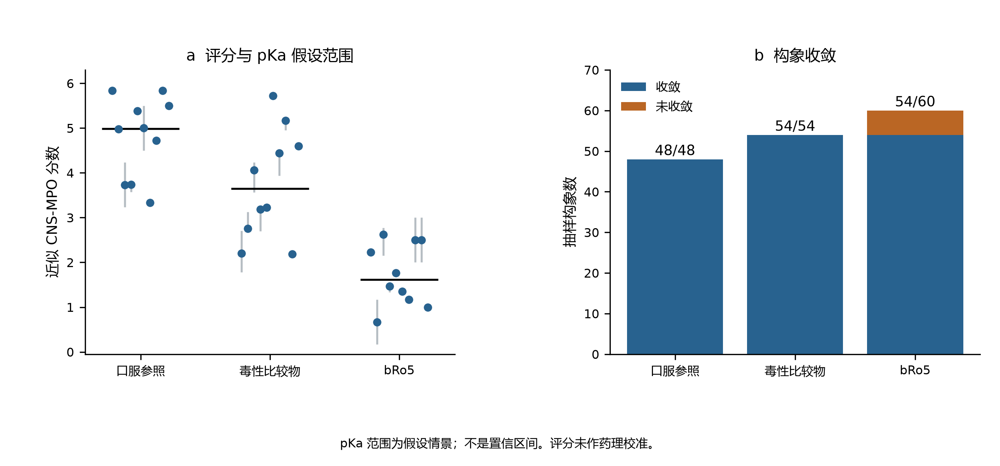 a 评分与 pKa 假设范围
近似 CNS-MPO 分数
6
5
4
3
2
1
0
口服参照
毒性比较物
bRo5
b 构象收敛
抽样构象数
70
60
50
40
30
20
10
0
收敛
未收敛
48/48
54/54
54/60
口服参照
毒性比较物
bRo5
pKa 范围为假设情景；不是置信区间。评分未作药理校准。